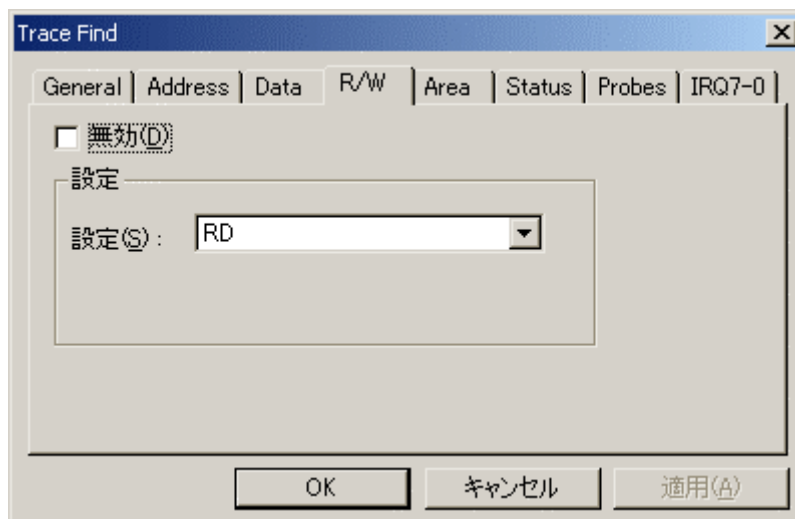 Trace Find
General Address Data R/W Area Status Probes IRQ7-0
無効(D)
設定
設定(S): RD
OK キャンセル 適用(A)